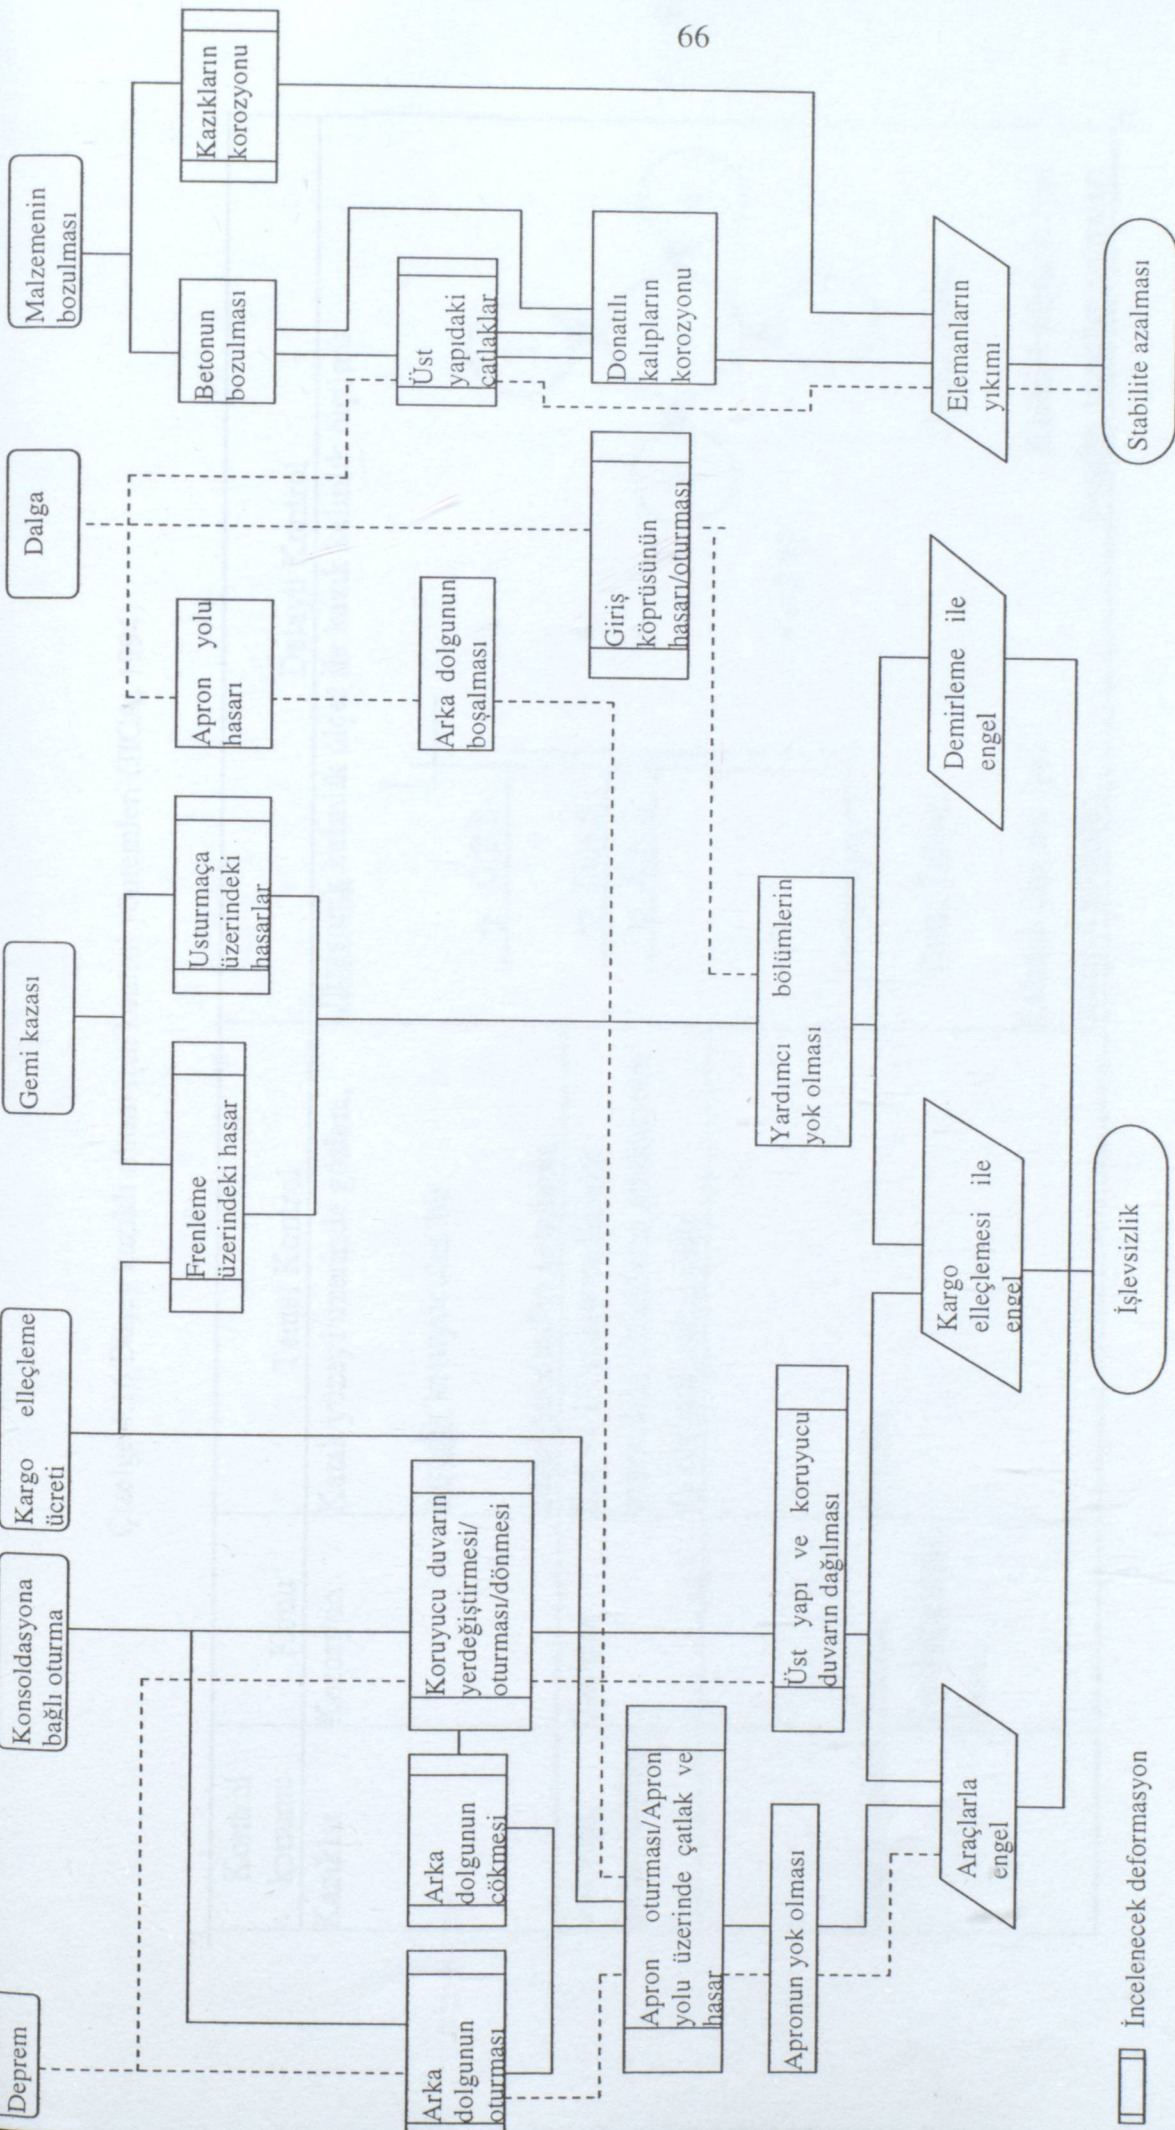 66
Deprem
Konsoldasyona
bağlı oturma
Kargo elleçleme
ücreti
Gemi kazası
Dalga
Malzemenin
bozulması
Frenleme
üzerindeki hasar
Usturmaça
üzerindeki
hasarlar
Apron yolu
hasarı
Betonun
bozulması
Kazıkların
korozyonu
Arka
dolgunun
oturması
Arka
dolgunun
cökmesi
Koruyucu duvarın
yerdeğiştirmesi/
oturması/dönmesi
Arka dolgunun
boşalması
Üst
yapıdaki
çatlaklar
Apron oturması/Apron
yolu üzerinde çatlak ve
hasar
Giriş
köprüsünün
hasarı/oturması
Donatılı
kalıpların
korozyonu
Apronun yok olması
Üst yapı ve koruyucu
duvarın dağılması
Yardımcı bölümlerin
yok olması
Araçlarla
engel
Kargo
elleçlemesi ile
engel
Demirleme ile
engel
Elemanların
yıkımı
İşlevsizlik
Stabilite azalması
İncelenecek deformasyon